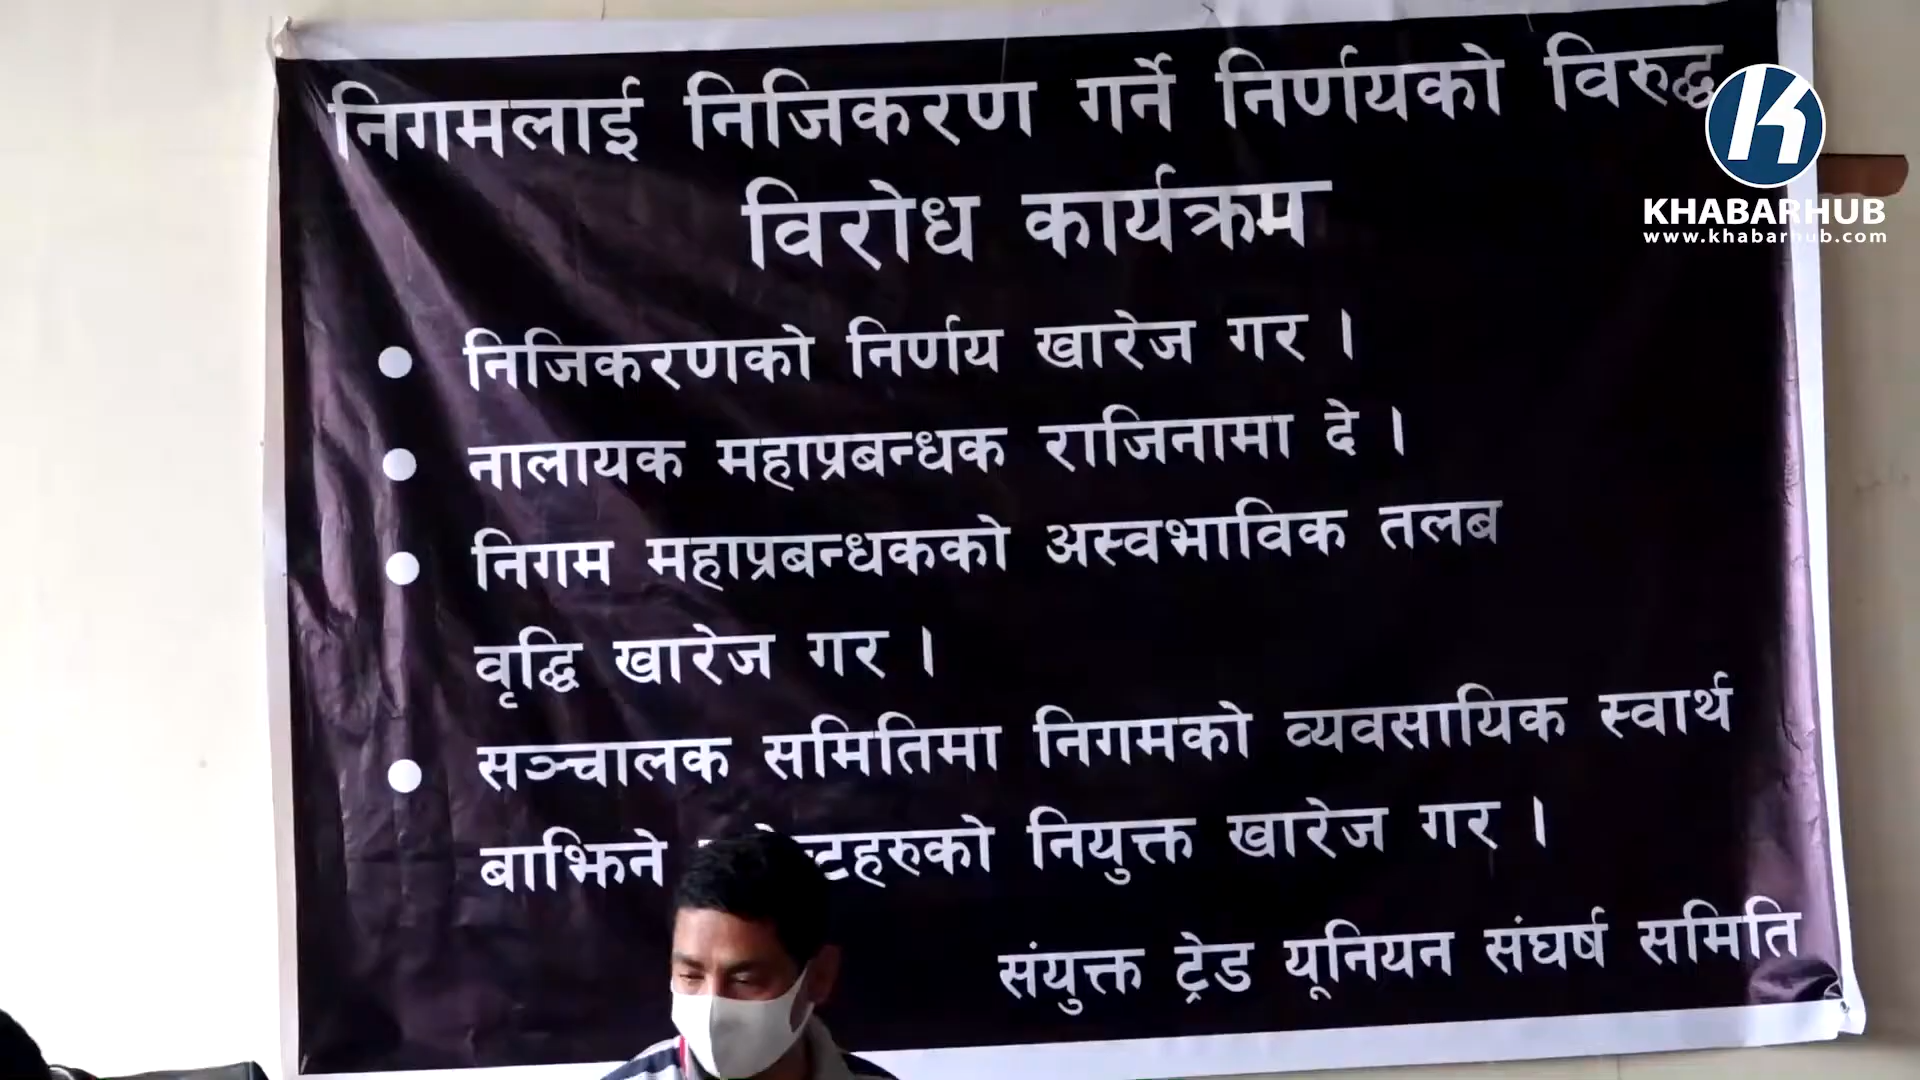 निगमलाई निजिकरण गर्ने निर्णयको विरुद्ध
विरोध कार्यक्रम
• निजिकरणको निर्णय खारेज गर ।
• नालायक महाप्रबन्धक राजिनामा दे ।
• निगम महाप्रबन्धकको अस्वभाविक तलब
वृद्धि खारेज गर ।
• सञ्चालक समितिमा निगमको व्यवसायिक स्वार्थ
बाझिने नियुक्त खारेज गर ।
संयुक्त ट्रेड यूनियन संघर्ष समिति
KHABARHUB
www.khabarhub.com